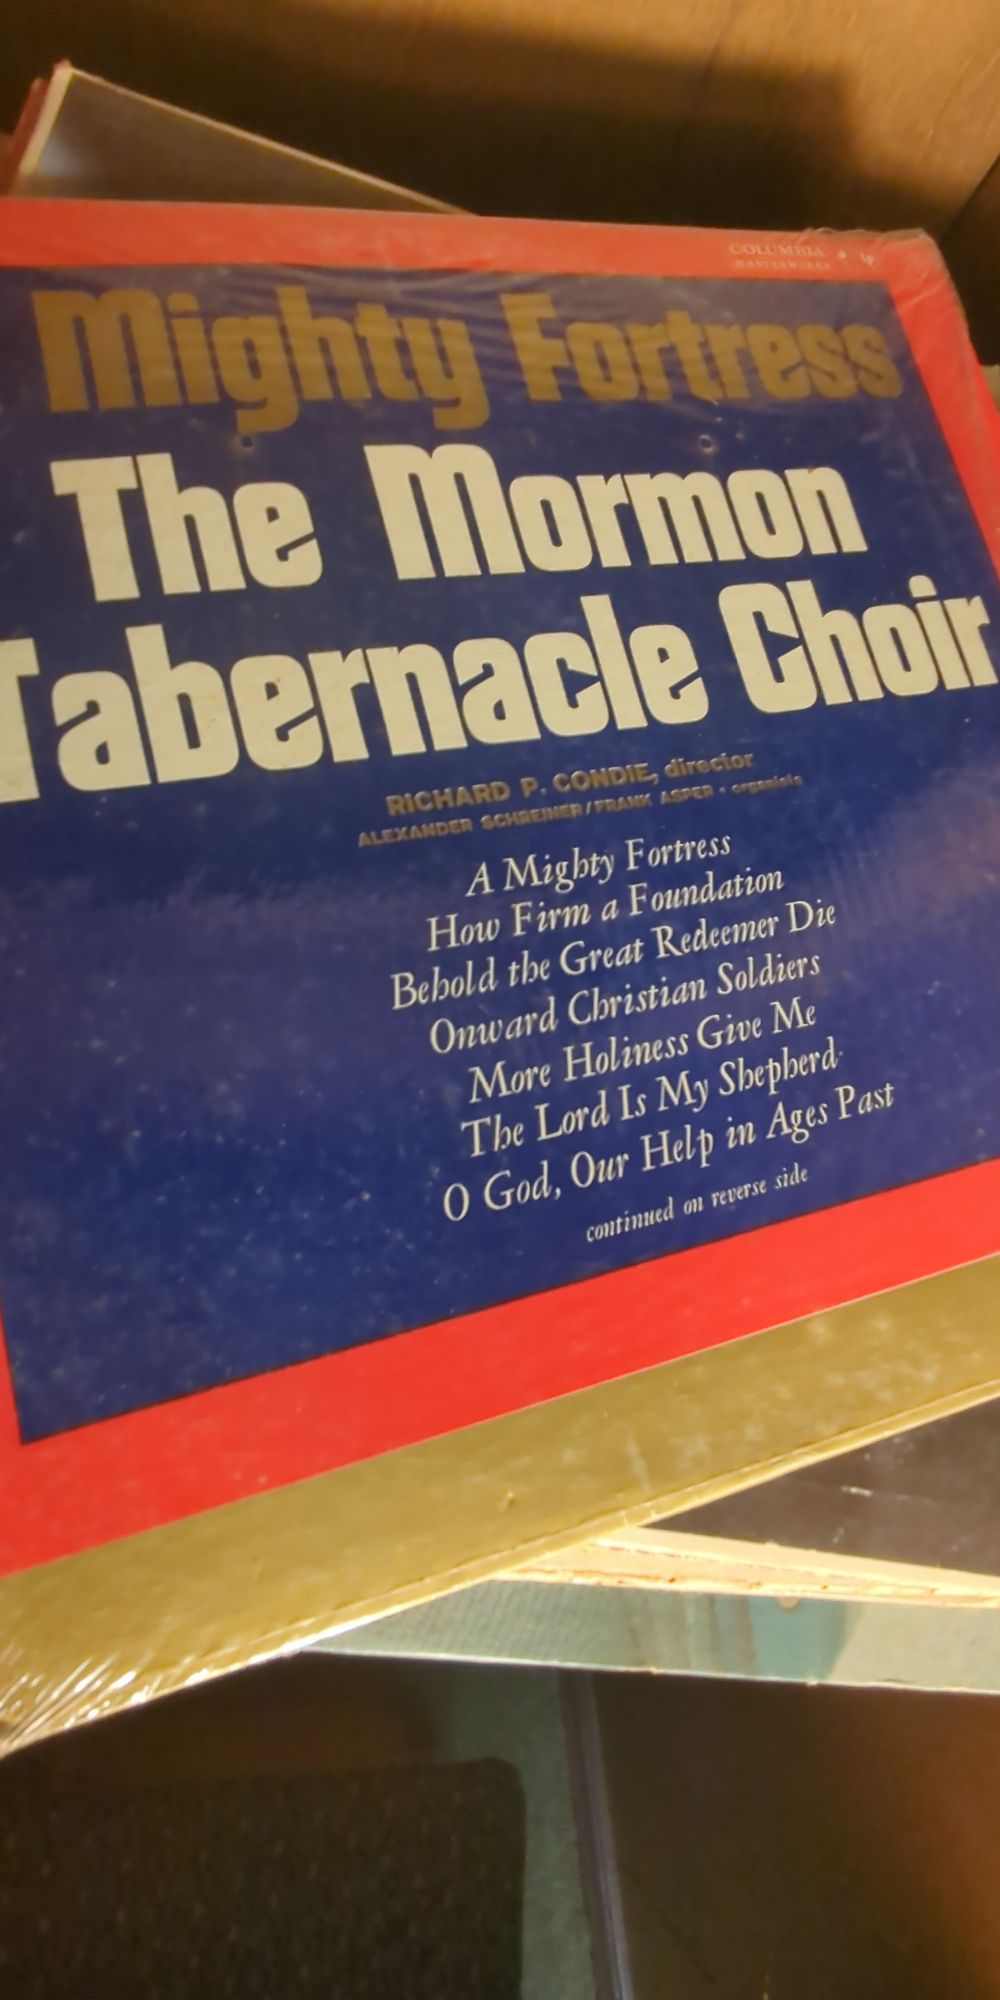 COLUMBIA
MASTERWORKS
Mighty Fortress
The Mormon
Tabernacle Choir
RICHARD P. CONDIE, director
ALEXANDER SCHREINER / FRANK ASPER • organists
A Mighty Fortress
How Firm a Foundation
Behold the Great Redeemer Die
Onward Christian Soldiers
More Holiness Give Me
The Lord Is My Shepherd
O God, Our Help in Ages Past
continued on reverse side